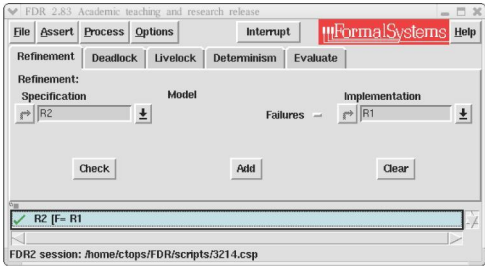 FDR 2.83 Academic teaching and research release
File Assert Process Options Interrupt FormalSystems Help
Refinement Deadlock Livelock Determinism Evaluate
Refinement:
Specification Model Implementation
R2 Failures R1
Check Add Clear
R2 [F= R1
FDR2 session: /home/ctops/FDR/scripts/3214.csp